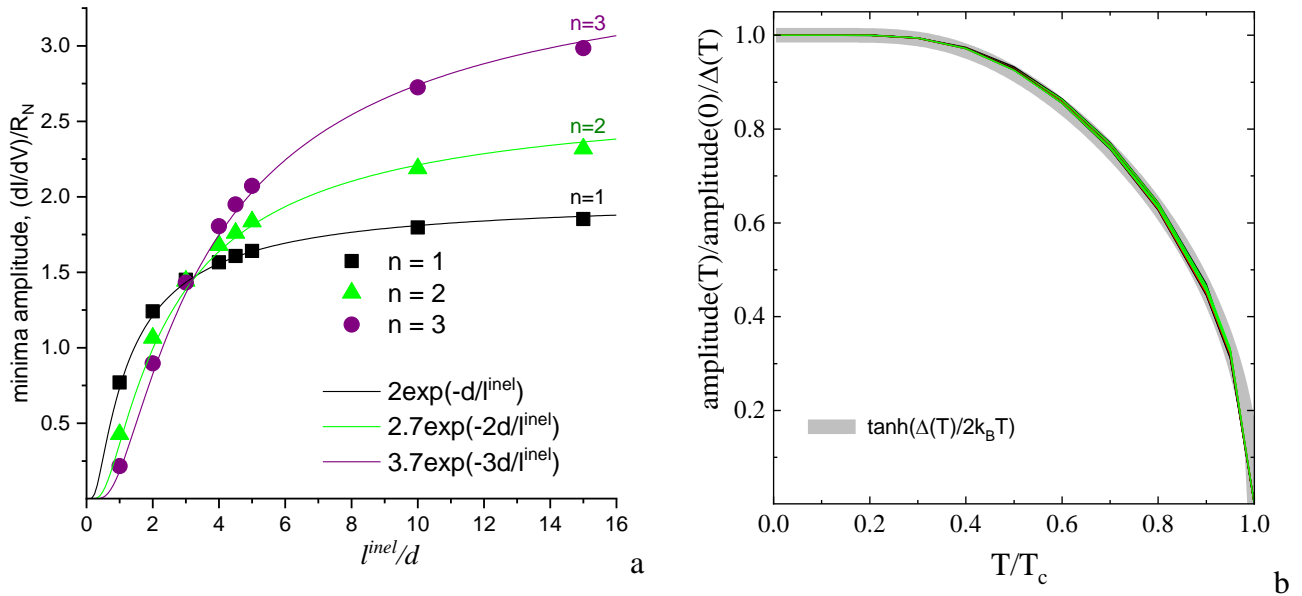 n=3
3.0
2.5
n=2
2.0
n=1
1.5
n = 1
n = 2
1.0
n = 3
2exp(-d/l^inel)
0.5
2.7exp(-2d/l^inel)
3.7exp(-3d/l^inel)
0 2 4 6 8 10 12 14 16
l^inel/d
minima amplitude, (dI/dV)/R_N
a
1.0
0.8
0.6
0.4
0.2
tanh(Δ(T)/2k_BT)
0.0 0.2 0.4 0.6 0.8 1.0
T/T_c
amplitude(T)/amplitude(0)/Δ(T)
b